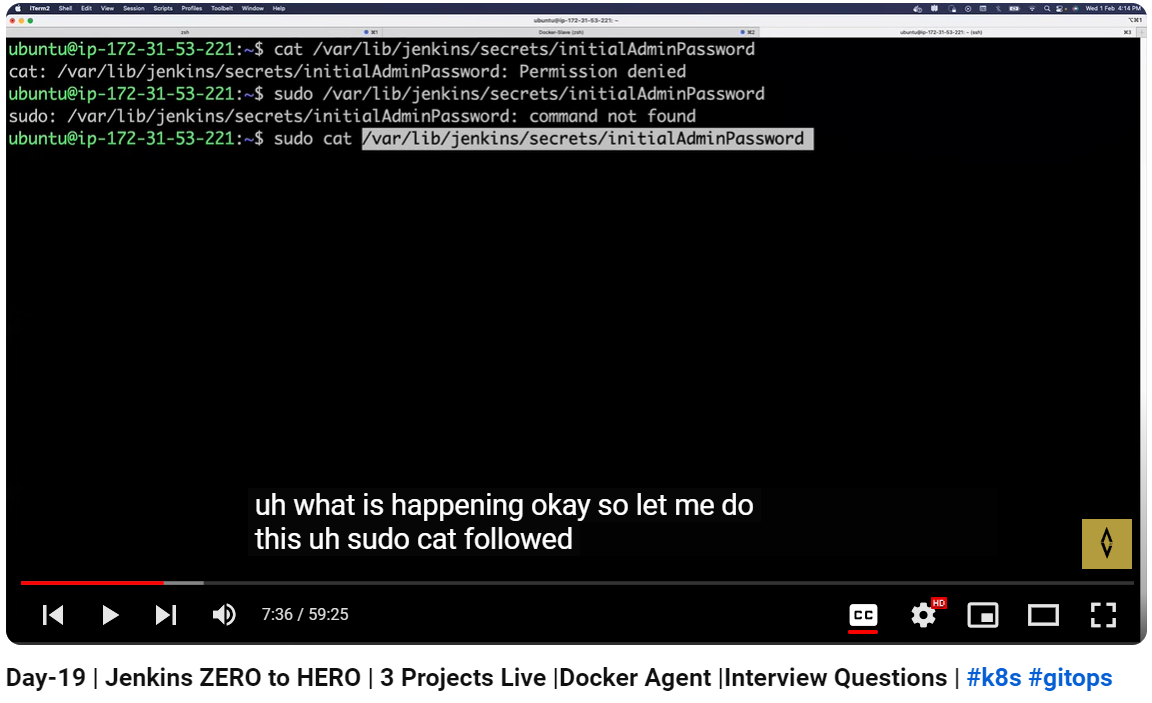 iTerm2 Shell Edit View Session Scripts Profiles Toolbelt Window Help Wed 1 Feb 4:14 PM
ubuntu@ip-172-31-53-221: ~ ⌥⌘1
zsh ⌘1 Docker-Slave (zsh) ⌘2 ubuntu@ip-172-31-53-221: ~ (ssh) ⌘3
ubuntu@ip-172-31-53-221:~$ cat /var/lib/jenkins/secrets/initialAdminPassword
cat: /var/lib/jenkins/secrets/initialAdminPassword: Permission denied
ubuntu@ip-172-31-53-221:~$ sudo /var/lib/jenkins/secrets/initialAdminPassword
sudo: /var/lib/jenkins/secrets/initialAdminPassword: command not found
ubuntu@ip-172-31-53-221:~$ sudo cat /var/lib/jenkins/secrets/initialAdminPassword
uh what is happening okay so let me do
this uh sudo cat followed
7:36 / 59:25 CC HD
Day-19 | Jenkins ZERO to HERO | 3 Projects Live |Docker Agent |Interview Questions | #k8s #gitops